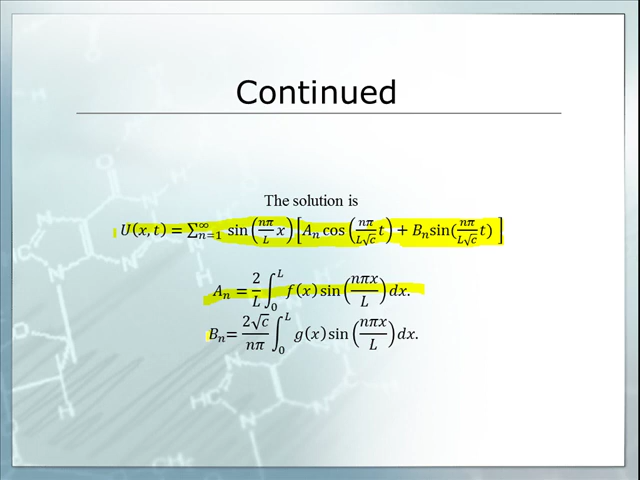 Continued
The solution is
U(x,t) = ∑_{n=1}^{∞} sin(nπ/L x)[A_n cos(nπ/(L√c) t) + B_n sin(nπ/(L√c) t) ]
A_n = 2/L ∫_0^L f(x) sin(nπx/L) dx.
B_n= 2√c/nπ ∫_0^L g(x) sin(nπx/L) dx.